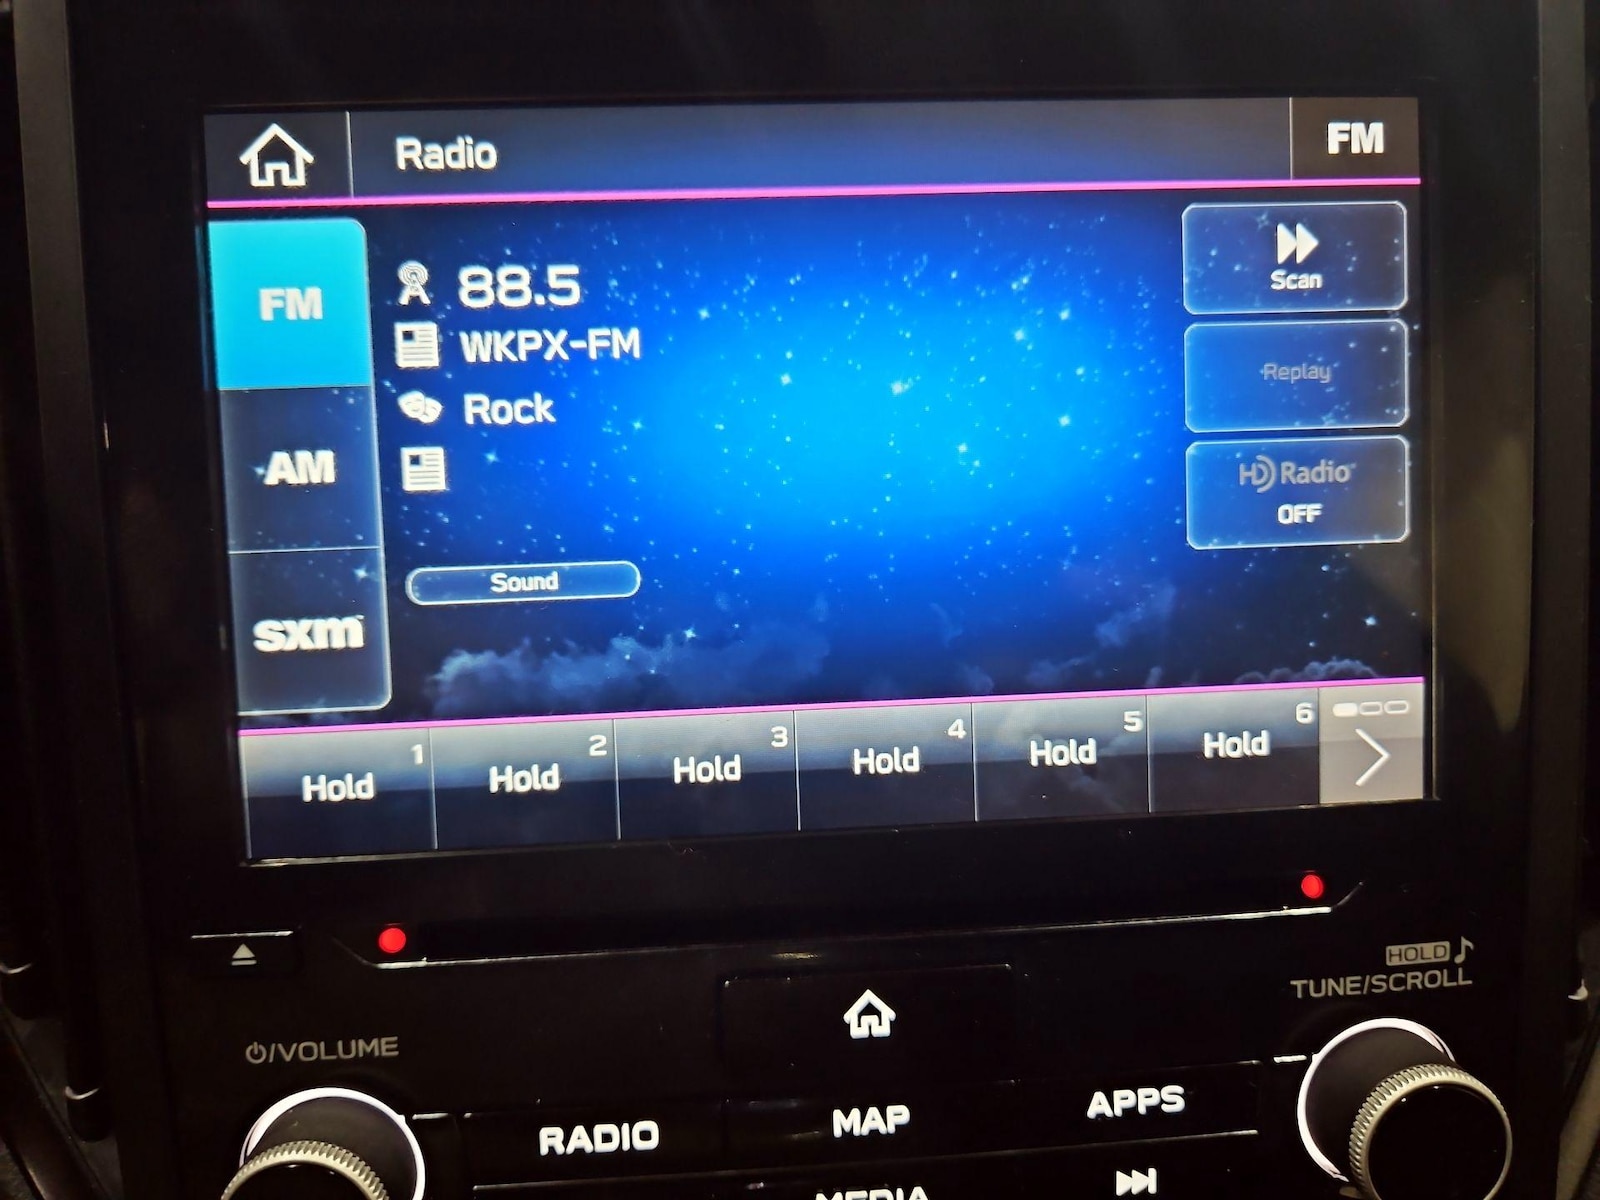 Radio
FM
FM
AM
sxm
88.5
WKPX-FM
Rock
Sound
Scan
Replay
HD Radio
OFF
1 Hold
2 Hold
3 Hold
4 Hold
5 Hold
6 Hold
HOLD
TUNE/SCROLL
/VOLUME
RADIO
MAP
APPS
MEDIA